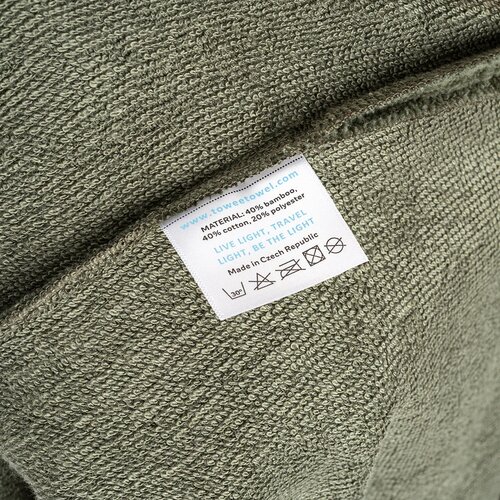 www.toweetowel.com
MATERIAL: 40% bamboo,
40% cotton, 20% polyester
LIVE LIGHT, TRAVEL
LIGHT, BE THE LIGHT
Made in Czech Republic
30°